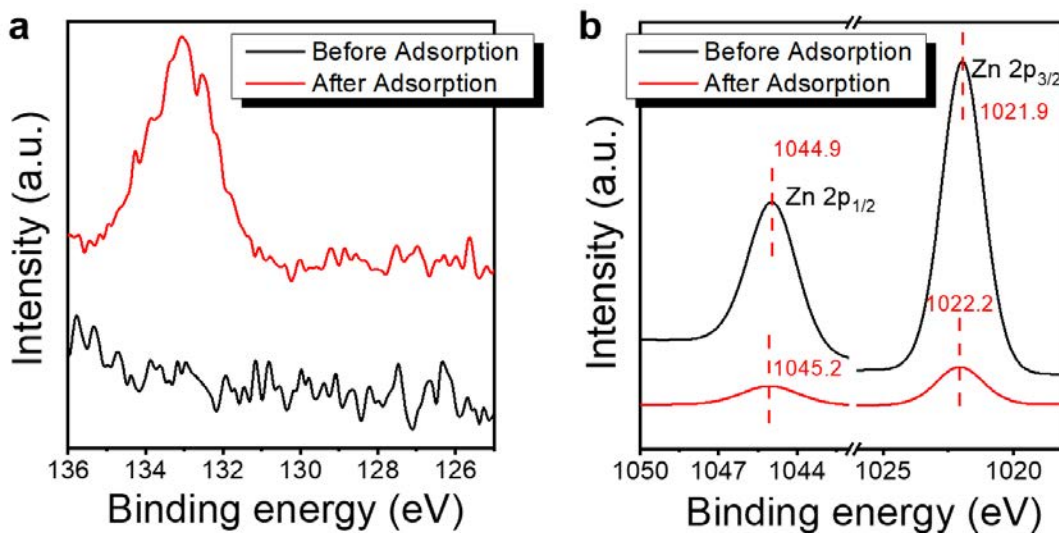 a
Before Adsorption
After Adsorption
Intensity (a.u.)
136 134 132 130 128 126
Binding energy (eV)
b
Before Adsorption
After Adsorption
Zn 2p3/2
1021.9
1044.9
Zn 2p1/2
1022.2
1045.2
Intensity (a.u.)
1050 1047 1044 1025 1020
Binding energy (eV)